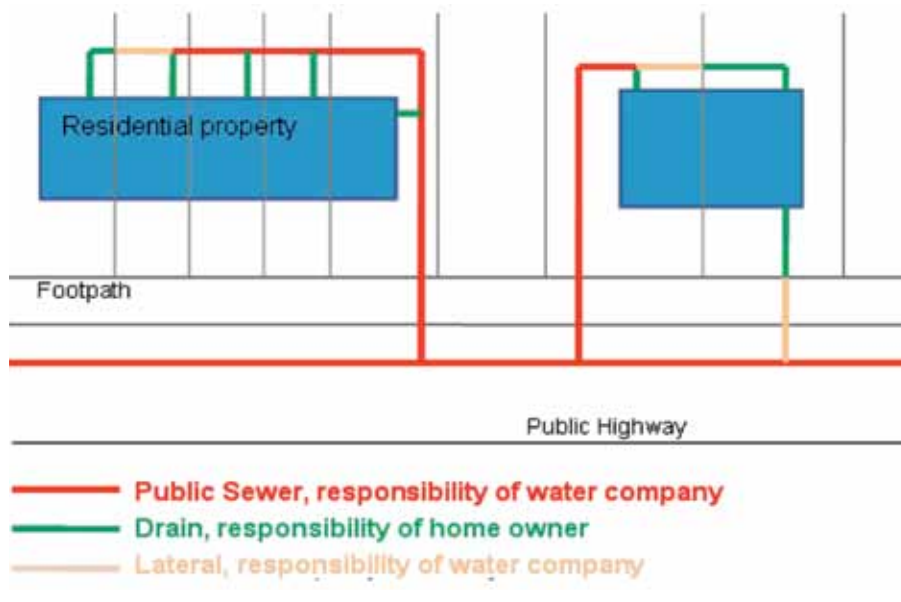 Residential property
Footpath
Public Highway
Public Sewer, responsibility of water company
Drain, responsibility of home owner
Lateral, responsibility of water company